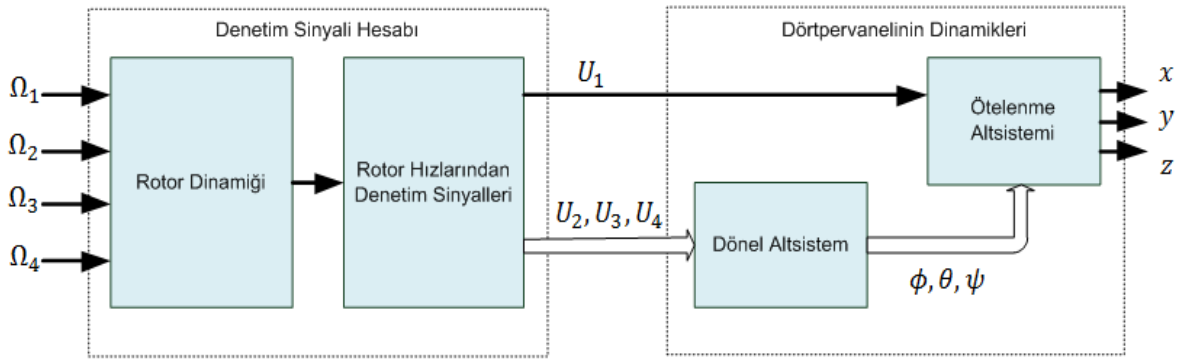 Denetim Sinyali Hesabı
Dörtpervanelinin Dinamikleri
Ω₁
Ω₂
Ω₃
Ω₄
Rotor Dinamiği
Rotor Hızlarından
Denetim Sinyalleri
U₁
U₂, U₃, U₄
Dönel Altsistem
ϕ, θ, ψ
Ötelenme
Altsistemi
x
y
z